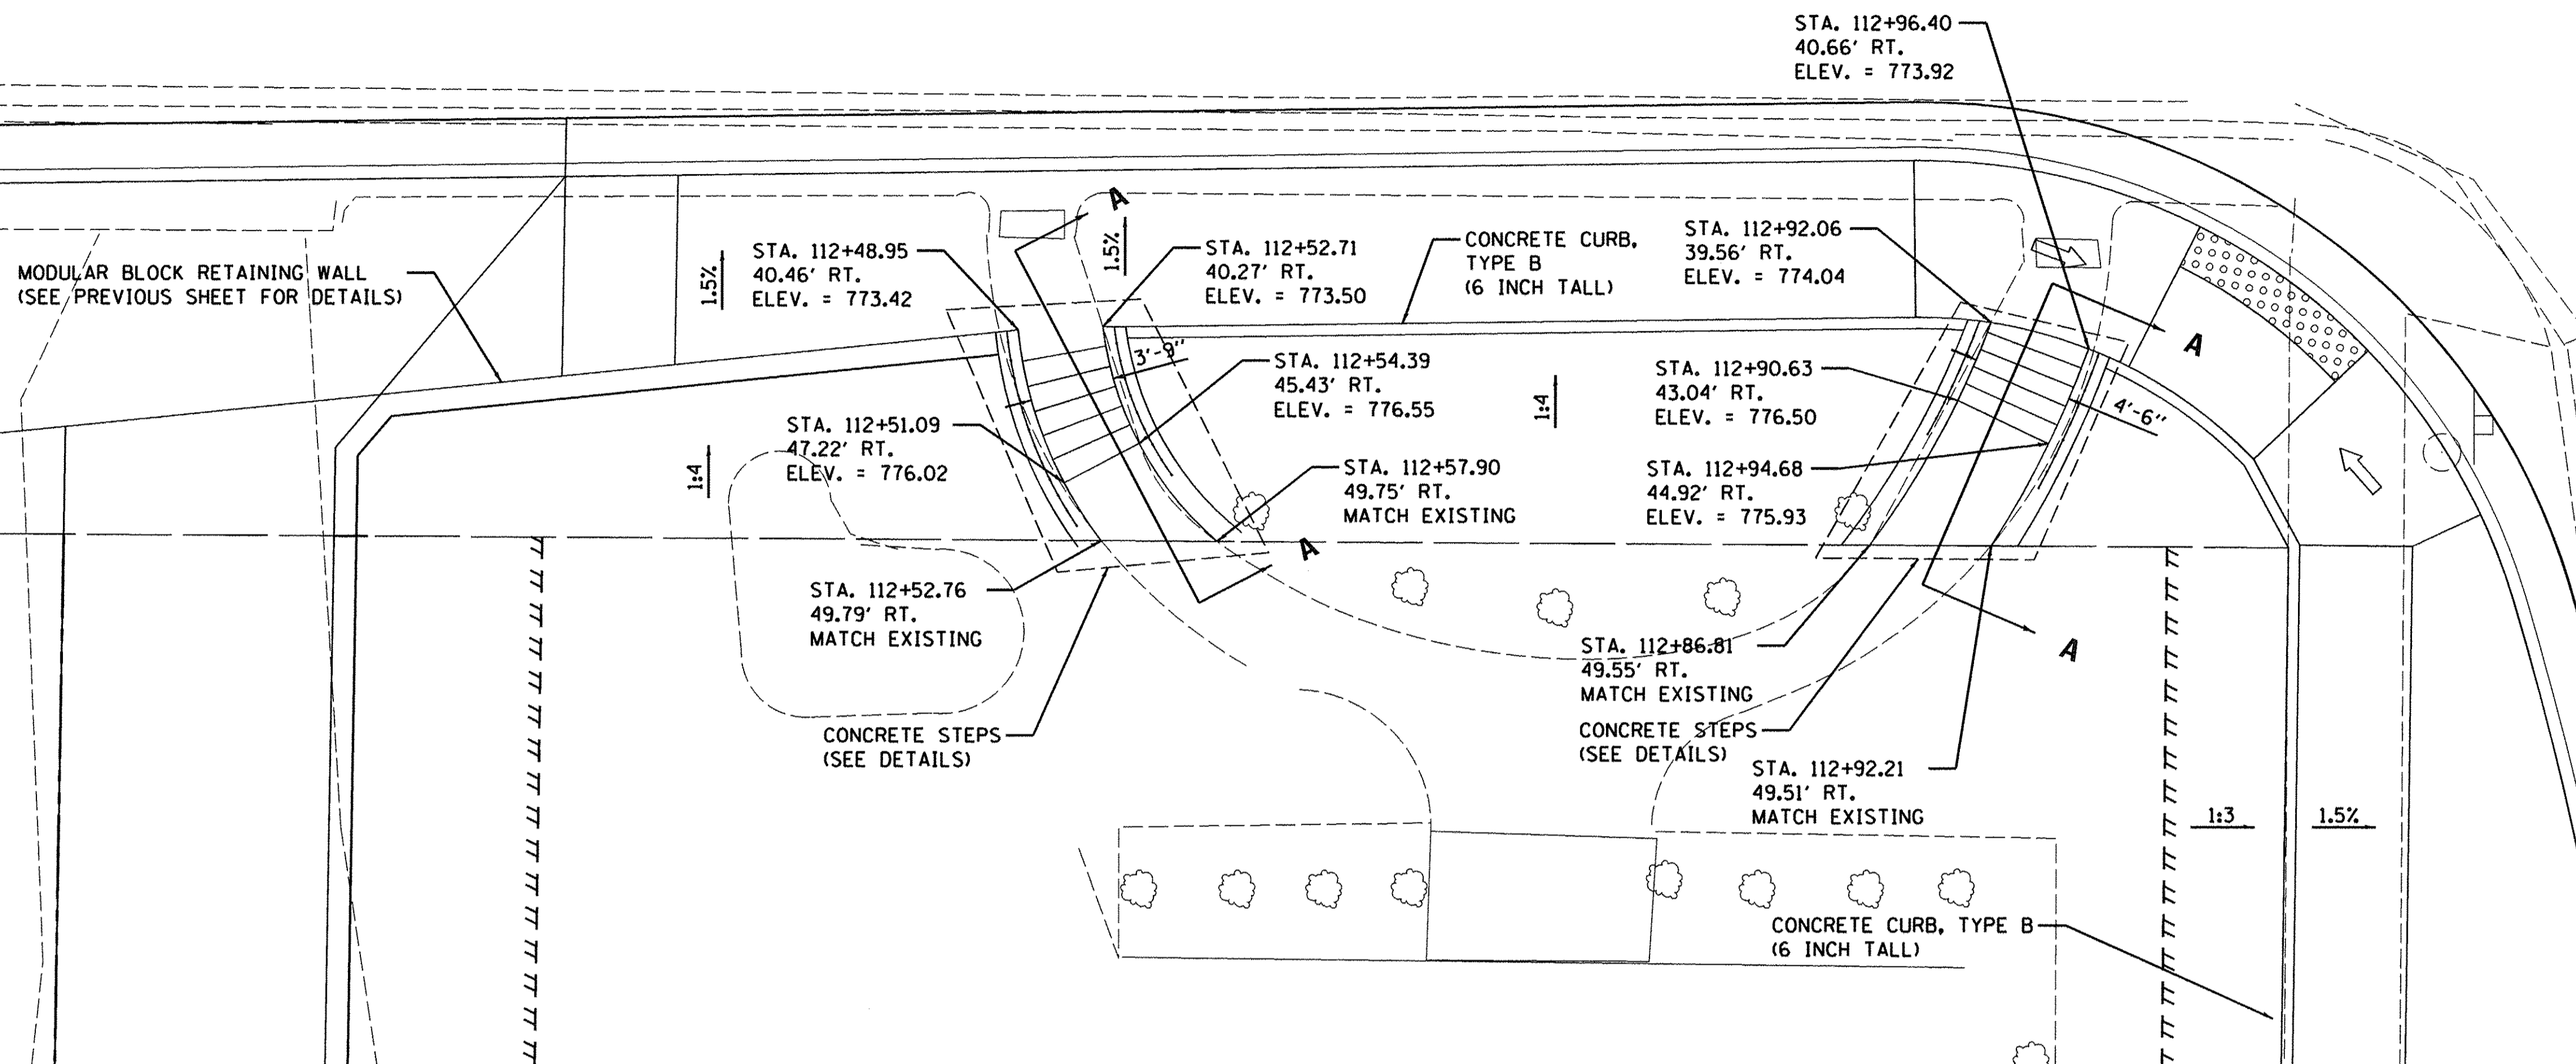 STA. 112+96.40
40.66' RT.
ELEV. = 773.92
A
1.5%
1.5%
STA. 112+48.95
40.46' RT.
ELEV. = 773.42
STA. 112+52.71
40.27' RT.
ELEV. = 773.50
CONCRETE CURB,
TYPE B
(6 INCH TALL)
STA. 112+92.06
39.56' RT.
ELEV. = 774.04
MODULAR BLOCK RETAINING WALL
(SEE PREVIOUS SHEET FOR DETAILS)
3'-9"
A
STA. 112+54.39
45.43' RT.
ELEV. = 776.55
1:4
STA. 112+90.63
43.04' RT.
ELEV. = 776.50
4'-6"
STA. 112+51.09
47.22' RT.
ELEV. = 776.02
1:4
STA. 112+57.90
49.75' RT.
MATCH EXISTING
STA. 112+94.68
44.92' RT.
ELEV. = 775.93
A
STA. 112+52.76
49.79' RT.
MATCH EXISTING
STA. 112+86.81
49.55' RT.
MATCH EXISTING
A
CONCRETE STEPS
(SEE DETAILS)
CONCRETE STEPS
(SEE DETAILS)
STA. 112+92.21
49.51' RT.
MATCH EXISTING
1:3
1.5%
CONCRETE CURB, TYPE B
(6 INCH TALL)